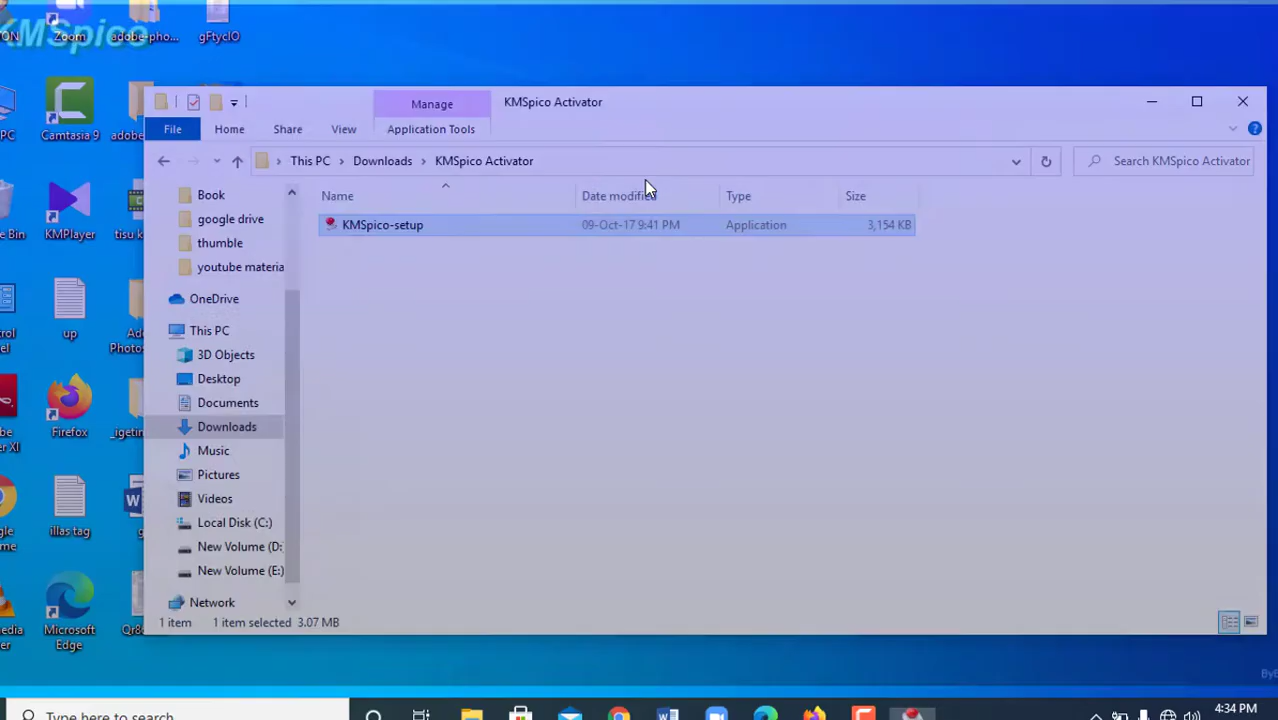 KMSpico
Zoom
adobe-pho...
gFtyclO
PC
Camtasia 9
adobe
Bin
KMPlayer
tisu k
up
Photos
Firefox
_igetin
illas tag
Microsoft
Edge
Manage
KMSpico Activator
File
Home
Share
View
Application Tools
This PC
Downloads
KMSpico Activator
Search KMSpico Activator
Name
Date modified
Type
Size
KMSpico-setup
09-Oct-17 9:41 PM
Application
3,154 KB
Book
google drive
thumble
youtube materia
OneDrive
This PC
3D Objects
Desktop
Documents
Downloads
Music
Pictures
Videos
Local Disk (C:)
New Volume (D:
New Volume (E:)
Network
1 item
1 item selected 3.07 MB
Type here to search
4:34 PM